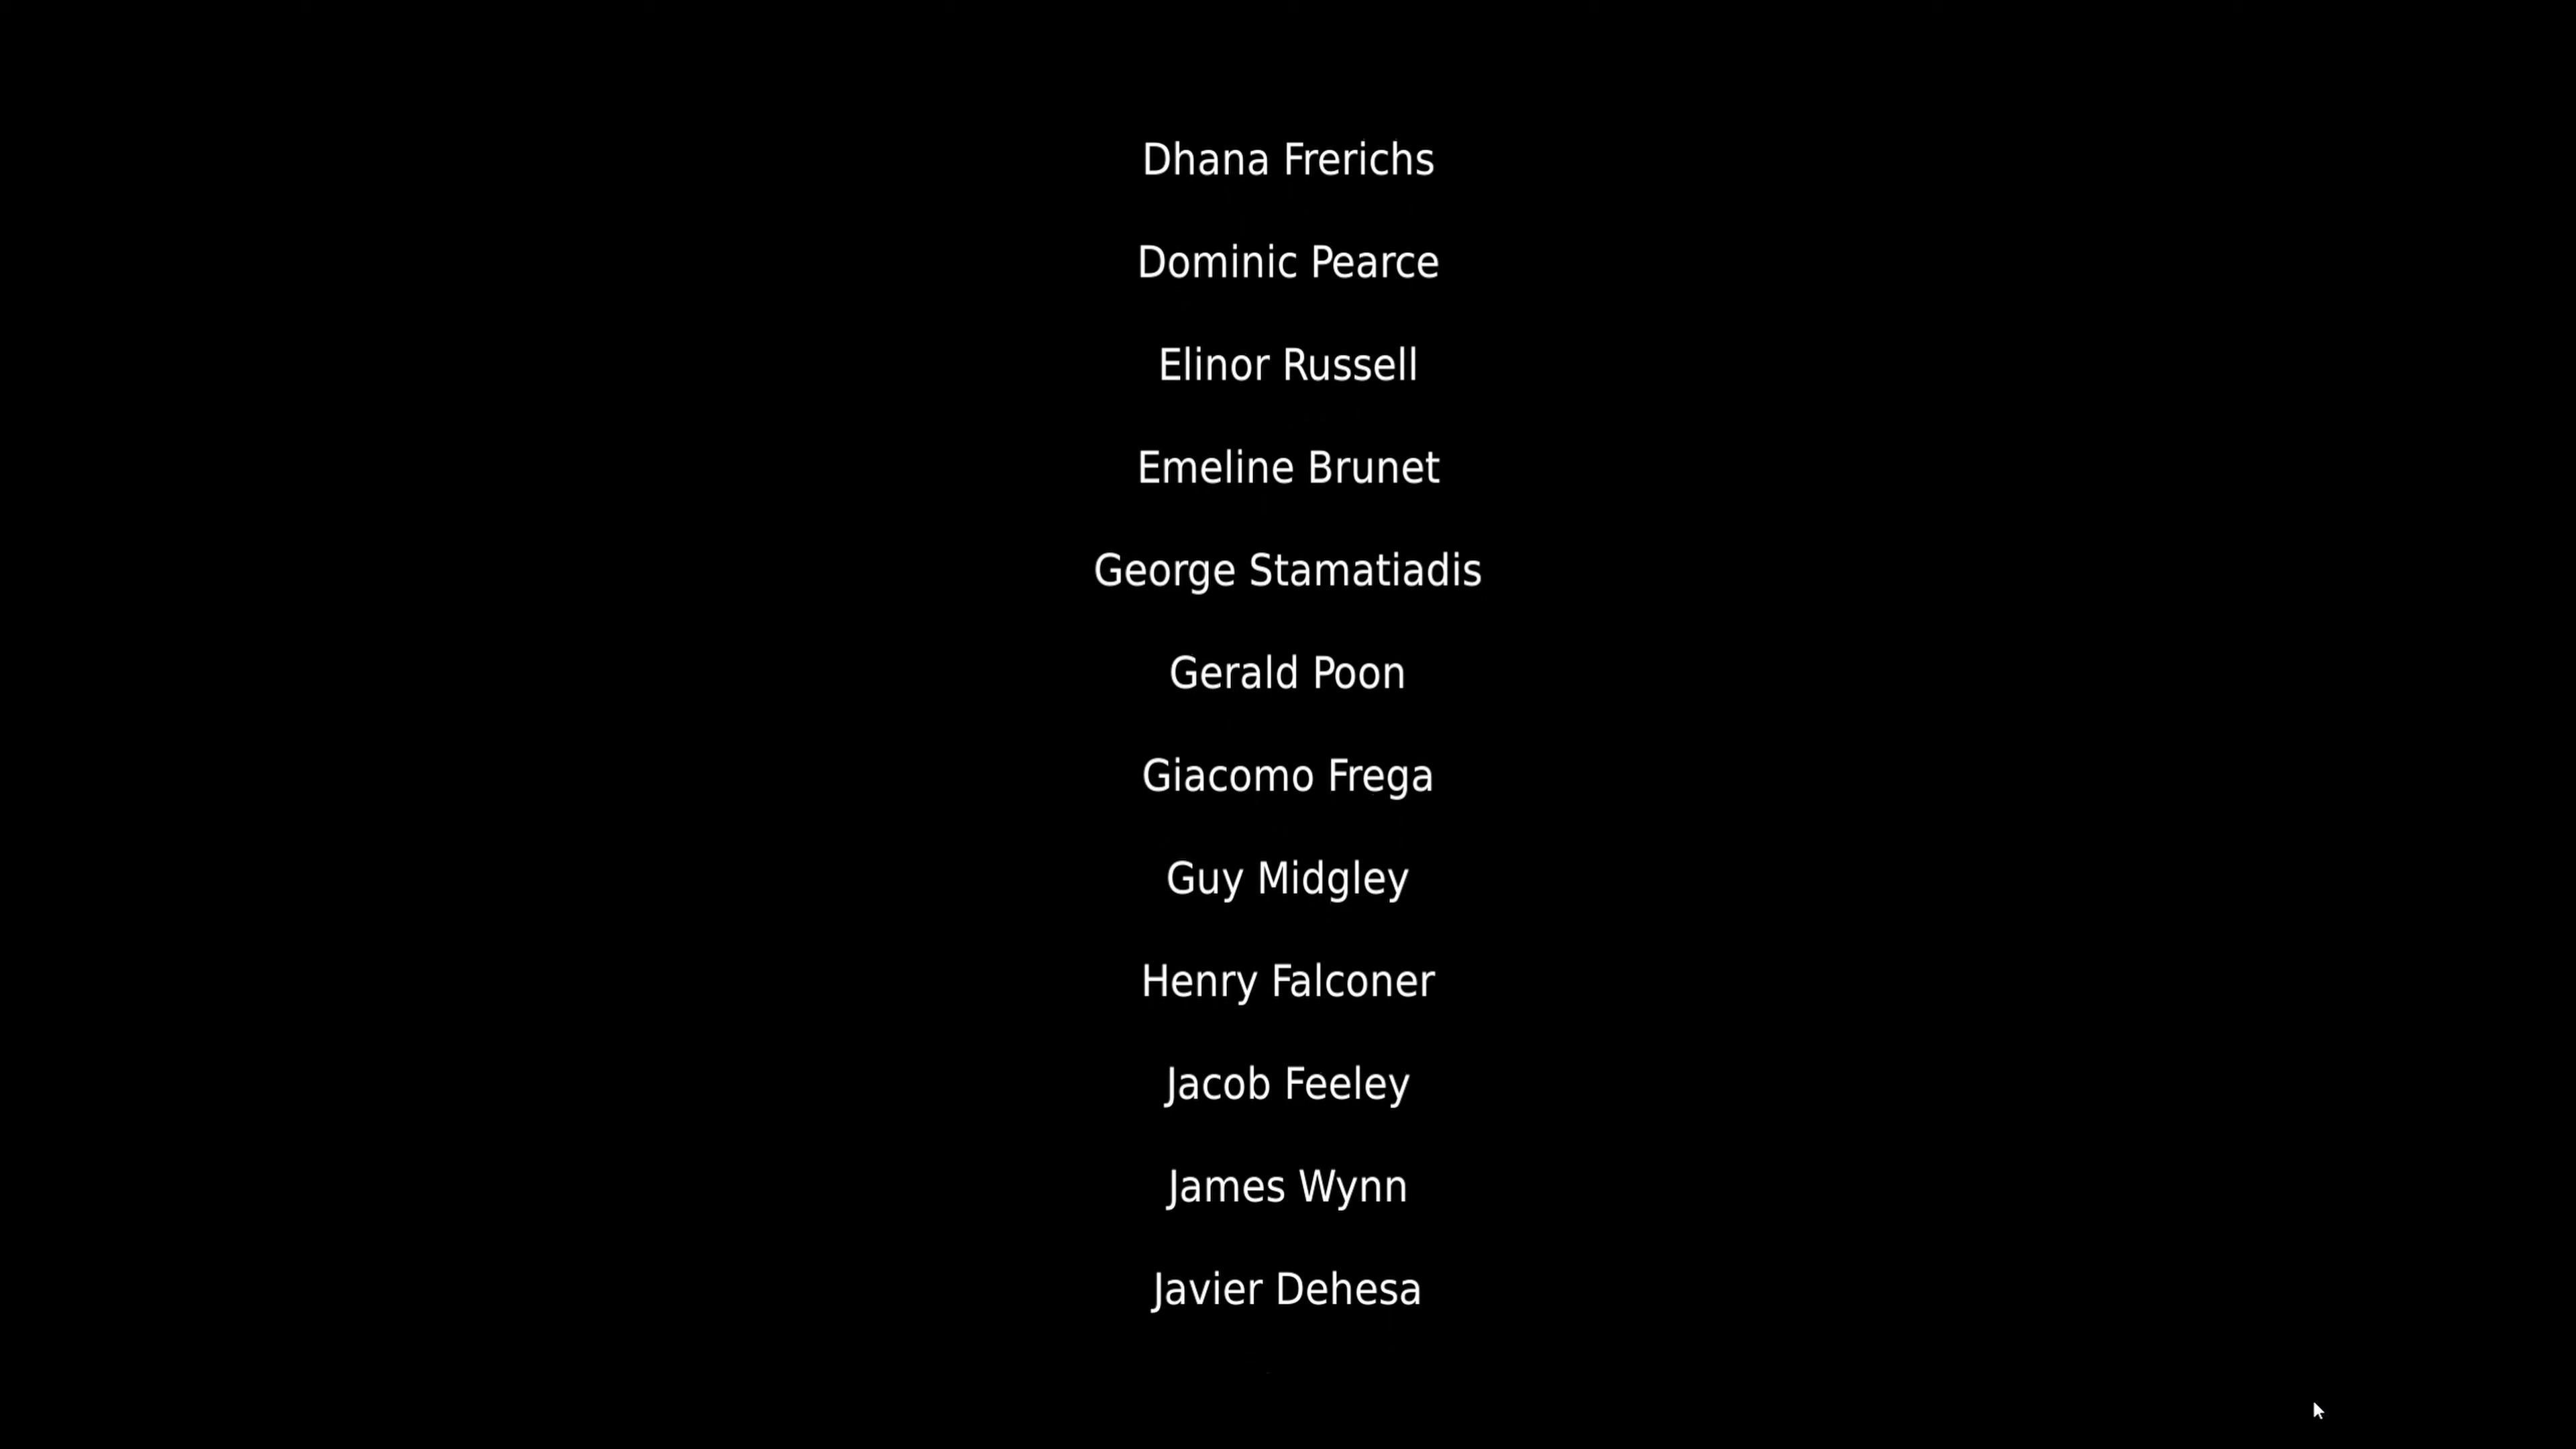 Dhana Frerichs
Dominic Pearce
Elinor Russell
Emeline Brunet
George Stamatiadis
Gerald Poon
Giacomo Frega
Guy Midgley
Henry Falconer
Jacob Feeley
James Wynn
Javier Dehesa